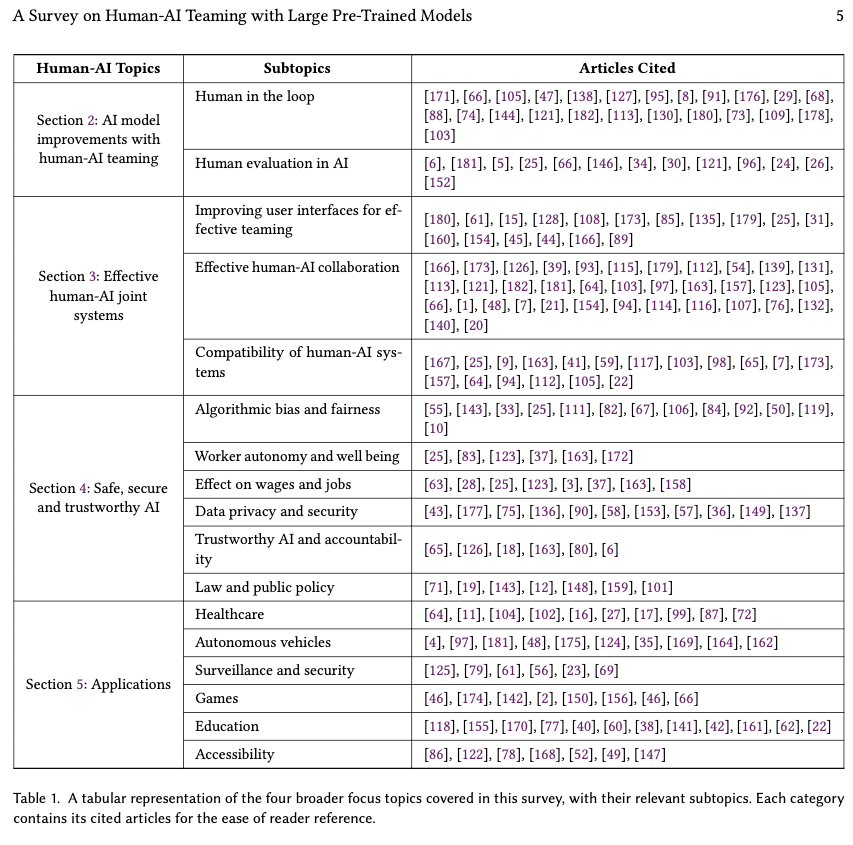 A Survey on Human-AI Teaming with Large Pre-Trained Models 5
Human-AI Topics Subtopics Articles Cited
Section 2: AI model
improvements with
human-AI teaming
Human in the loop
[171], [66], [105], [47], [138], [127], [95], [8], [91], [176], [29], [68],
[88], [74], [144], [121], [182], [113], [130], [180], [73], [109], [178],
[103]
Human evaluation in AI
[6], [181], [5], [25], [66], [146], [34], [30], [121], [96], [24], [26],
[152]
Section 3: Effective
human-AI joint
systems
Improving user interfaces for ef-
fective teaming
[180], [61], [15], [128], [108], [173], [85], [135], [179], [25], [31],
[160], [154], [45], [44], [166], [89]
Effective human-AI collaboration
[166], [173], [126], [39], [93], [115], [179], [112], [54], [139], [131],
[113], [121], [182], [181], [64], [103], [97], [163], [157], [123], [105],
[66], [1], [48], [7], [21], [154], [94], [114], [116], [107], [76], [132],
[140], [20]
Compatibility of human-AI sys-
tems
[167], [25], [9], [163], [41], [59], [117], [103], [98], [65], [7], [173],
[157], [64], [94], [112], [105], [22]
Section 4: Safe, secure
and trustworthy AI
Algorithmic bias and fairness
[55], [143], [33], [25], [111], [82], [67], [106], [84], [92], [50], [119],
[10]
Worker autonomy and well being
[25], [83], [123], [37], [163], [172]
Effect on wages and jobs
[63], [28], [25], [123], [3], [37], [163], [158]
Data privacy and security
[43], [177], [75], [136], [90], [58], [153], [57], [36], [149], [137]
Trustworthy AI and accountabil-
ity
[65], [126], [18], [163], [80], [6]
Law and public policy
[71], [19], [143], [12], [148], [159], [101]
Section 5: Applications
Healthcare
[64], [11], [104], [102], [16], [27], [17], [99], [87], [72]
Autonomous vehicles
[4], [97], [181], [48], [175], [124], [35], [169], [164], [162]
Surveillance and security
[125], [79], [61], [56], [23], [69]
Games
[46], [174], [142], [2], [150], [156], [46], [66]
Education
[118], [155], [170], [77], [40], [60], [38], [141], [42], [161], [62], [22]
Accessibility
[86], [122], [78], [168], [52], [49], [147]
Table 1. A tabular representation of the four broader focus topics covered in this survey, with their relevant subtopics. Each category
contains its cited articles for the ease of reader reference.